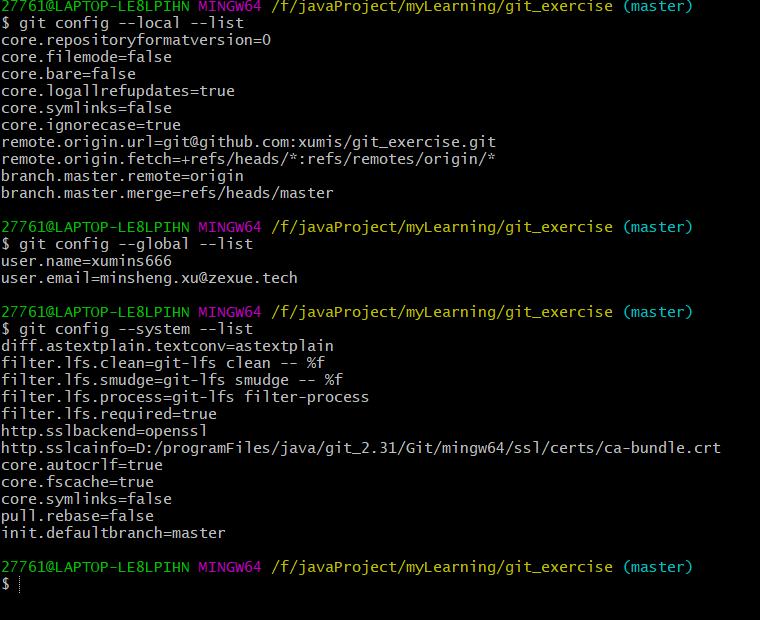 27761@LAPTOP-LE8LPIHN MINGW64 /f/javaProject/myLearning/git_exercise (master)
$ git config --local --list
core.repositoryformatversion=0
core.filemode=false
core.bare=false
core.logallrefupdates=true
core.symlinks=false
core.ignorecase=true
remote.origin.url=git@github.com:xumis/git_exercise.git
remote.origin.fetch=+refs/heads/*:refs/remotes/origin/*
branch.master.remote=origin
branch.master.merge=refs/heads/master
27761@LAPTOP-LE8LPIHN MINGW64 /f/javaProject/myLearning/git_exercise (master)
$ git config --global --list
user.name=xumins666
user.email=minsheng.xu@zexue.tech
27761@LAPTOP-LE8LPIHN MINGW64 /f/javaProject/myLearning/git_exercise (master)
$ git config --system --list
diff.astextplain.textconv=astextplain
filter.lfs.clean=git-lfs clean -- %f
filter.lfs.smudge=git-lfs smudge -- %f
filter.lfs.process=git-lfs filter-process
filter.lfs.required=true
http.sslbackend=openssl
http.sslcainfo=D:/programFiles/java/git_2.31/Git/mingw64/ssl/certs/ca-bundle.crt
core.autocrlf=true
core.fscache=true
core.symlinks=false
pull.rebase=false
init.defaultbranch=master
27761@LAPTOP-LE8LPIHN MINGW64 /f/javaProject/myLearning/git_exercise (master)
$